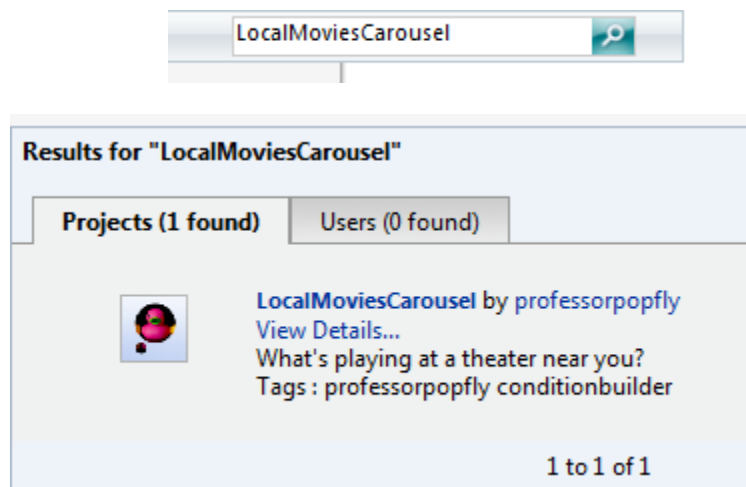 LocalMoviesCarousel
Results for "LocalMoviesCarousel"
Projects (1 found)
Users (0 found)
LocalMoviesCarousel by professorpopfly
View Details...
What's playing at a theater near you?
Tags : professorpopfly conditionbuilder
1 to 1 of 1